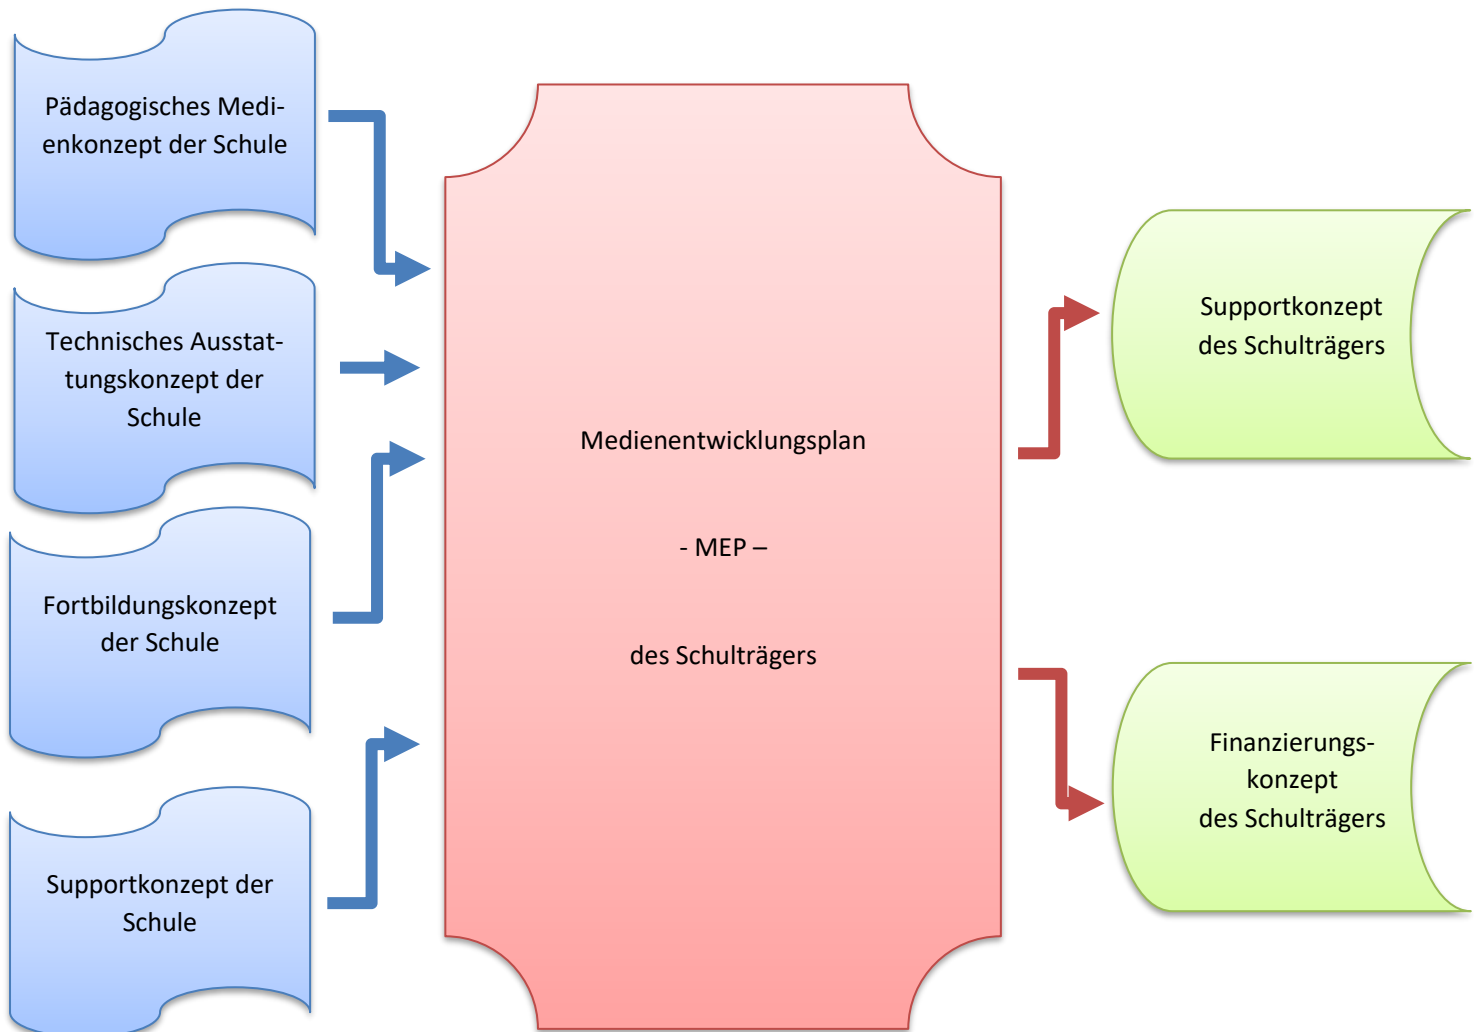 Pädagogisches Medi-
enkonzept der Schule
Technisches Ausstat-
tungskonzept der
Schule
Fortbildungskonzept
der Schule
Supportkonzept der
Schule
Medienentwicklungsplan
- MEP –
des Schulträgers
Supportkonzept
des Schulträgers
Finanzierungs-
konzept
des Schulträgers